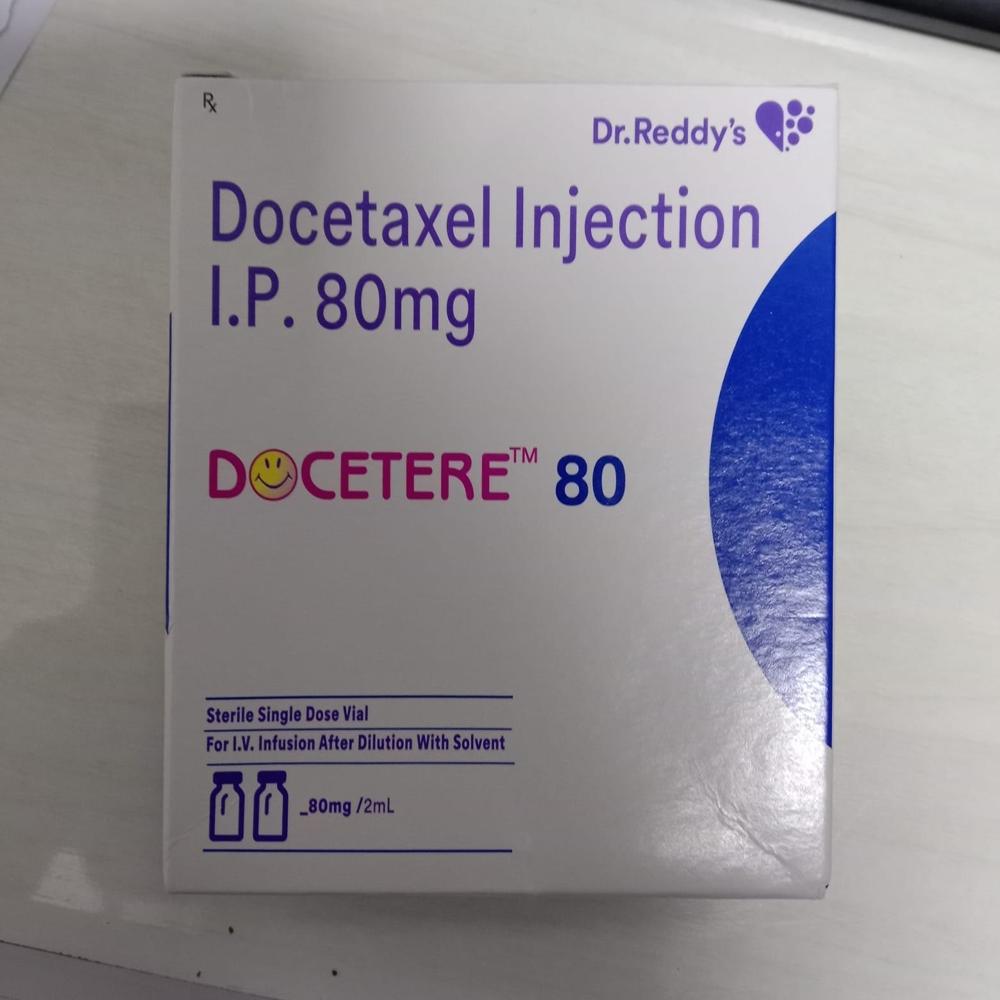 Rx
Dr.Reddy's
Docetaxel Injection
I.P. 80mg
DOCETERE™ 80
Sterile Single Dose Vial
For I.V. Infusion After Dilution With Solvent
_80mg /2mL